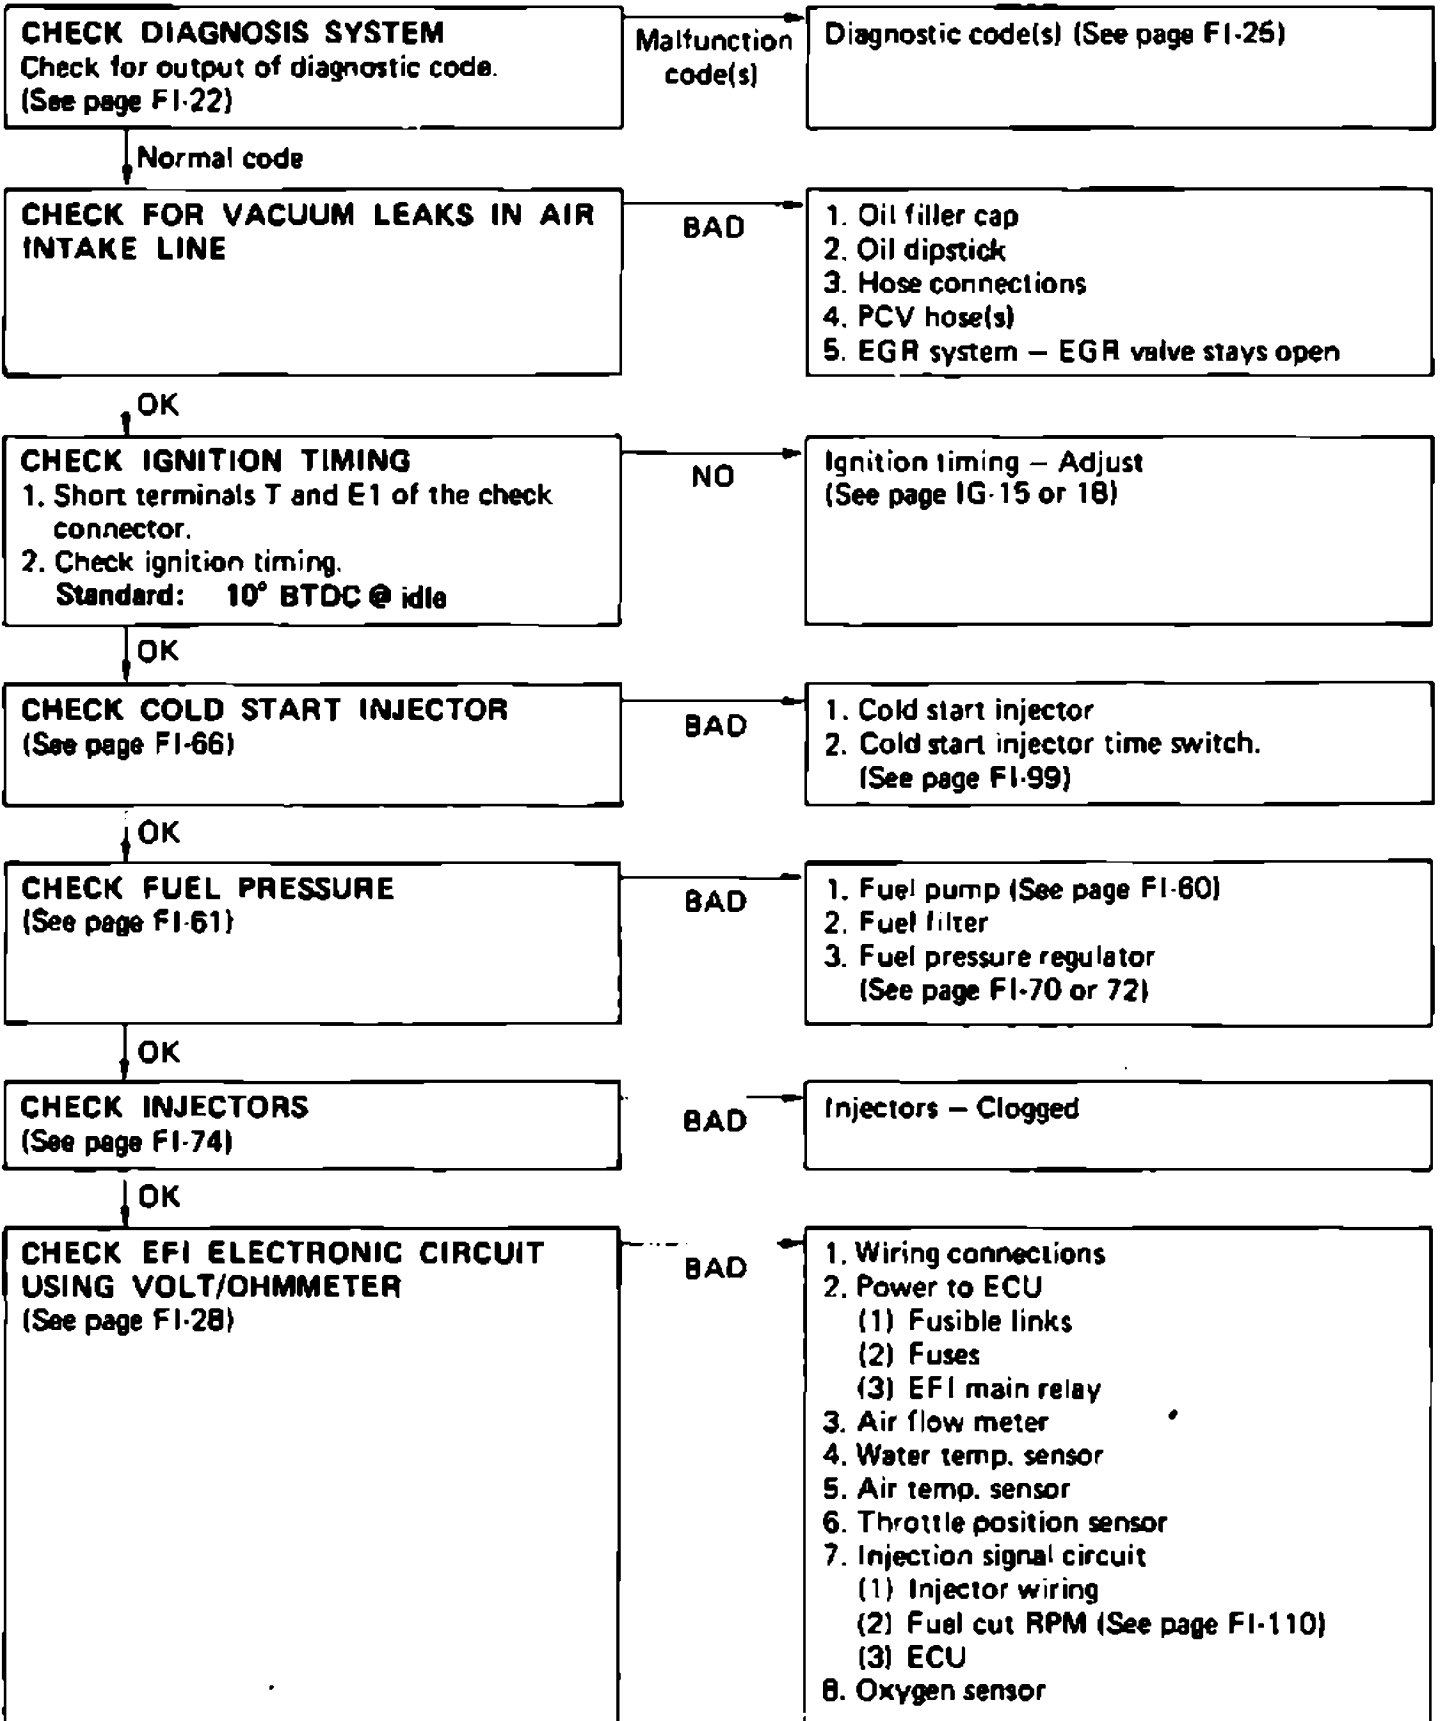 CHECK DIAGNOSIS SYSTEM
Check for output of diagnostic code.
(See page FI-22)
Malfunction
code(s)
Diagnostic code(s) (See page FI-25)
Normal code
CHECK FOR VACUUM LEAKS IN AIR
INTAKE LINE
BAD
1. Oil filler cap
2. Oil dipstick
3. Hose connections
4. PCV hose(s)
5. EGR system — EGR valve stays open
OK
CHECK IGNITION TIMING
1. Short terminals T and E1 of the check
connector.
2. Check ignition timing.
Standard: 10° BTDC @ idle
NO
Ignition timing — Adjust
(See page IG-15 or 18)
OK
CHECK COLD START INJECTOR
(See page FI-66)
BAD
1. Cold start injector
2. Cold start injector time switch.
(See page FI-99)
OK
CHECK FUEL PRESSURE
(See page FI-61)
BAD
1. Fuel pump (See page FI-60)
2. Fuel filter
3. Fuel pressure regulator
(See page FI-70 or 72)
OK
CHECK INJECTORS
(See page FI-74)
BAD
Injectors — Clogged
OK
CHECK EFI ELECTRONIC CIRCUIT
USING VOLT/OHMMETER
(See page FI-28)
BAD
1. Wiring connections
2. Power to ECU
(1) Fusible links
(2) Fuses
(3) EFI main relay
3. Air flow meter
4. Water temp. sensor
5. Air temp. sensor
6. Throttle position sensor
7. Injection signal circuit
(1) Injector wiring
(2) Fuel cut RPM (See page FI-110)
(3) ECU
8. Oxygen sensor